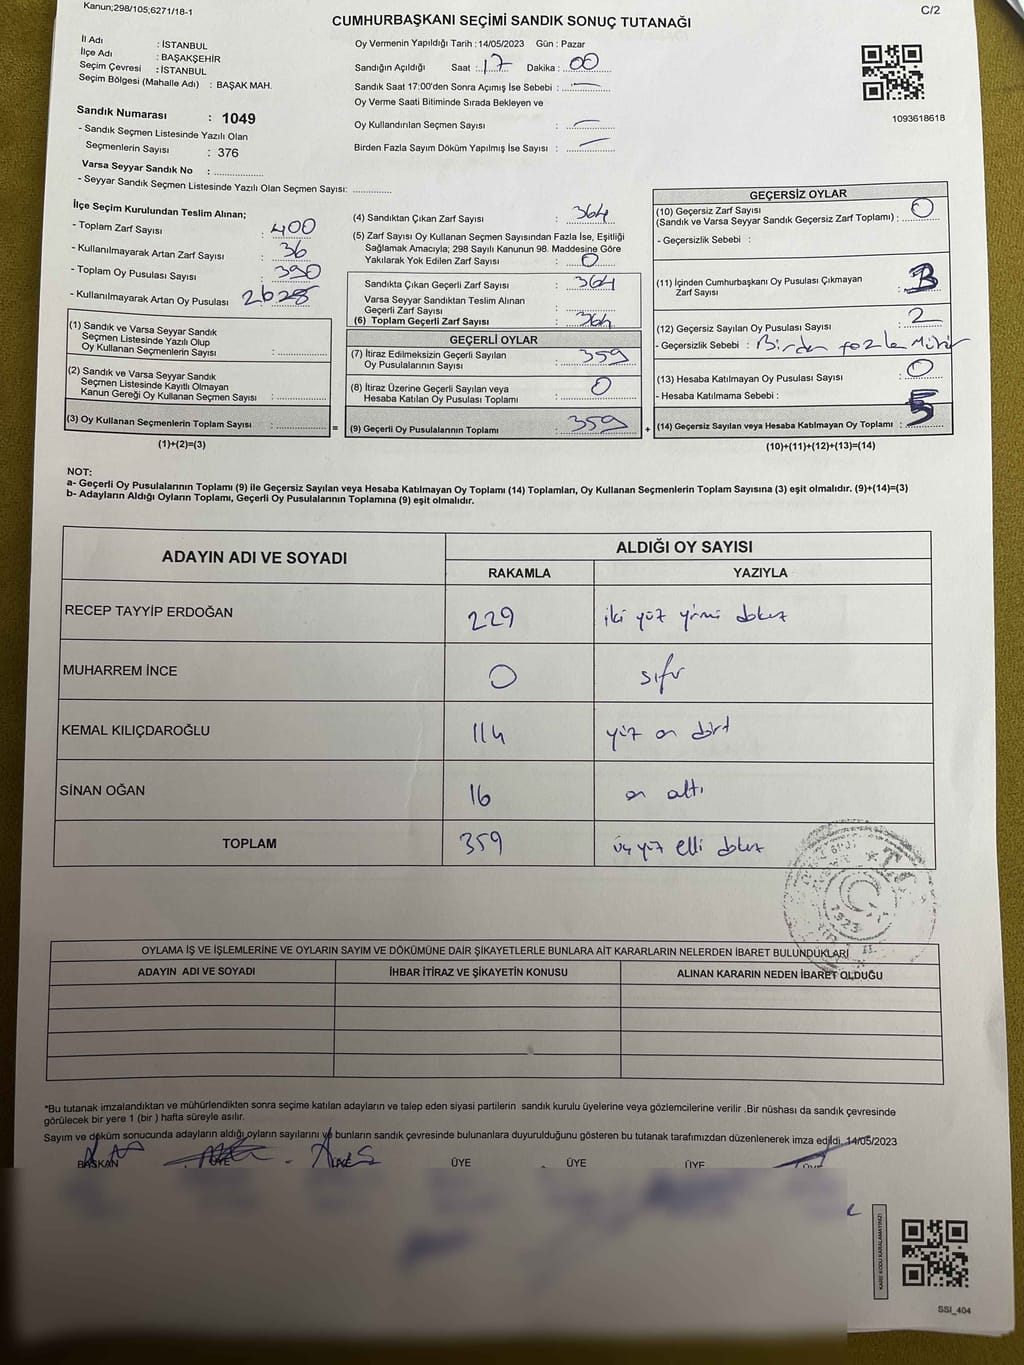 Kanun;298/105,6271/18-1
C/2
CUMHURBAŞKANI SEÇİMİ SANDIK SONUÇ TUTANAĞI
İl Adı : İSTANBUL
İlçe Adı : BAŞAKŞEHİR
Seçim Çevresi : İSTANBUL
Seçim Bölgesi (Mahalle Adı) : BAŞAK MAH.
Oy Vermenin Yapıldığı Tarih : 14/05/2023 Gün : Pazar
Sandığın Açıldığı Saat : 17 Dakika : 00
Sandık Saat 17:00'den Sonra Açımış İse Sebebi : —
Oy Verme Saati Bitiminde Sırada Bekleyen ve
Oy Kullandırılan Seçmen Sayısı : —
Birden Fazla Sayım Döküm Yapılmış İse Sayısı : —
1093618618
Sandık Numarası : 1049
- Sandık Seçmen Listesinde Yazılı Olan
Seçmenlerin Sayısı : 376
Varsa Seyyar Sandık No : ................
- Seyyar Sandık Seçmen Listesinde Yazılı Olan Seçmen Sayısı: ............
İlçe Seçim Kurulundan Teslim Alınan;
- Toplam Zarf Sayısı : 400
- Kullanılmayarak Artan Zarf Sayısı : 36
- Toplam Oy Pusulası Sayısı : 390
- Kullanılmayarak Artan Oy Pusulası
(1) Sandık ve Varsa Seyyar Sandık
Seçmen Listesinde Yazılı Olup
Oy Kullanan Seçmenlerin Sayısı :
(2) Sandık ve Varsa Seyyar Sandık
Seçmen Listesinde Kayıtlı Olmayan
Kanun Gereği Oy Kullanan Seçmen Sayısı :
(3) Oy Kullanan Seçmenlerin Toplam Sayısı : =
(1)+(2)=(3)
(4) Sandıktan Çıkan Zarf Sayısı : 364
(5) Zarf Sayısı Oy Kullanan Seçmen Sayısından Fazla İse, Eşitliği
Sağlamak Amacıyla; 298 Sayılı Kanunun 98. Maddesine Göre
Yakılarak Yok Edilen Zarf Sayısı : 0
Sandıkta Çıkan Geçerli Zarf Sayısı : 364
Varsa Seyyar Sandıktan Teslim Alınan
Geçerli Zarf Sayısı :
(6) Toplam Geçerli Zarf Sayısı : 364
GEÇERLİ OYLAR
(7) İtiraz Edilmeksizin Geçerli Sayılan
Oy Pusulalarının Sayısı : 359
(8) İtiraz Üzerine Geçerli Sayılan veya
Hesaba Katılan Oy Pusulası Toplamı : 0
(9) Geçerli Oy Pusulalarının Toplamı : 359 +
GEÇERSİZ OYLAR
(10) Geçersiz Zarf Sayısı
(Sandık ve Varsa Seyyar Sandık Geçersiz Zarf Toplamı) : 0
- Geçersizlik Sebebi :
(11) İçinden Cumhurbaşkanı Oy Pusulası Çıkmayan
Zarf Sayısı : 3
(12) Geçersiz Sayılan Oy Pusulası Sayısı : 2
- Geçersizlik Sebebi : Birden fazla Mühür
(13) Hesaba Katılmayan Oy Pusulası Sayısı : 0
- Hesaba Katılmama Sebebi :
(14) Geçersiz Sayılan veya Hesaba Katılmayan Oy Toplamı : 5
(10)+(11)+(12)+(13)=(14)
NOT:
a- Geçerli Oy Pusulalarının Toplamı (9) ile Geçersiz Sayılan veya Hesaba Katılmayan Oy Toplamı (14) Toplamları, Oy Kullanan Seçmenlerin Toplam Sayısına (3) eşit olmalıdır. (9)+(14)=(3)
b- Adayların Aldığı Oyların Toplamı, Geçerli Oy Pusulalarının Toplamına (9) eşit olmalıdır.
ADAYIN ADI VE SOYADI
ALDIĞI OY SAYISI
RAKAMLA YAZIYLA
RECEP TAYYİP ERDOĞAN 229 iki yüz yirmi dokuz
MUHARREM İNCE 0 sıfır
KEMAL KILIÇDAROĞLU 114 yüz on dört
SİNAN OĞAN 16 on altı
TOPLAM 359 üç yüz elli dokuz
1923
OYLAMA İŞ VE İŞLEMLERİNE VE OYLARIN SAYIM VE DÖKÜMÜNE DAİR ŞİKAYETLERLE BUNLARA AİT KARARLARIN NELERDEN İBARET BULUNDUKLARI
ADAYIN ADI VE SOYADI İHBAR İTİRAZ VE ŞİKAYETİN KONUSU ALINAN KARARIN NEDEN İBARET OLDUĞU
*Bu tutanak imzalandıktan ve mühürlendikten sonra seçime katılan adayların ve talep eden siyasi partilerin sandık kurulu üyelerine veya gözlemcilerine verilir .Bir nüshası da sandık çevresinde
görülecek bir yere 1 (bir ) hafta süreyle asılır.
Sayım ve döküm sonucunda adayların aldığı oyların sayılarını ve bunların sandık çevresinde bulunanlara duyurulduğunu gösteren bu tutanak tarafımızdan düzenlenerek imza edildi. 14/05/2023
BAŞKAN ÜYE ÜYE ÜYE ÜYE ÜYE ÜYE
KARE KODU KARALAMAYINIZ!
SSI_404